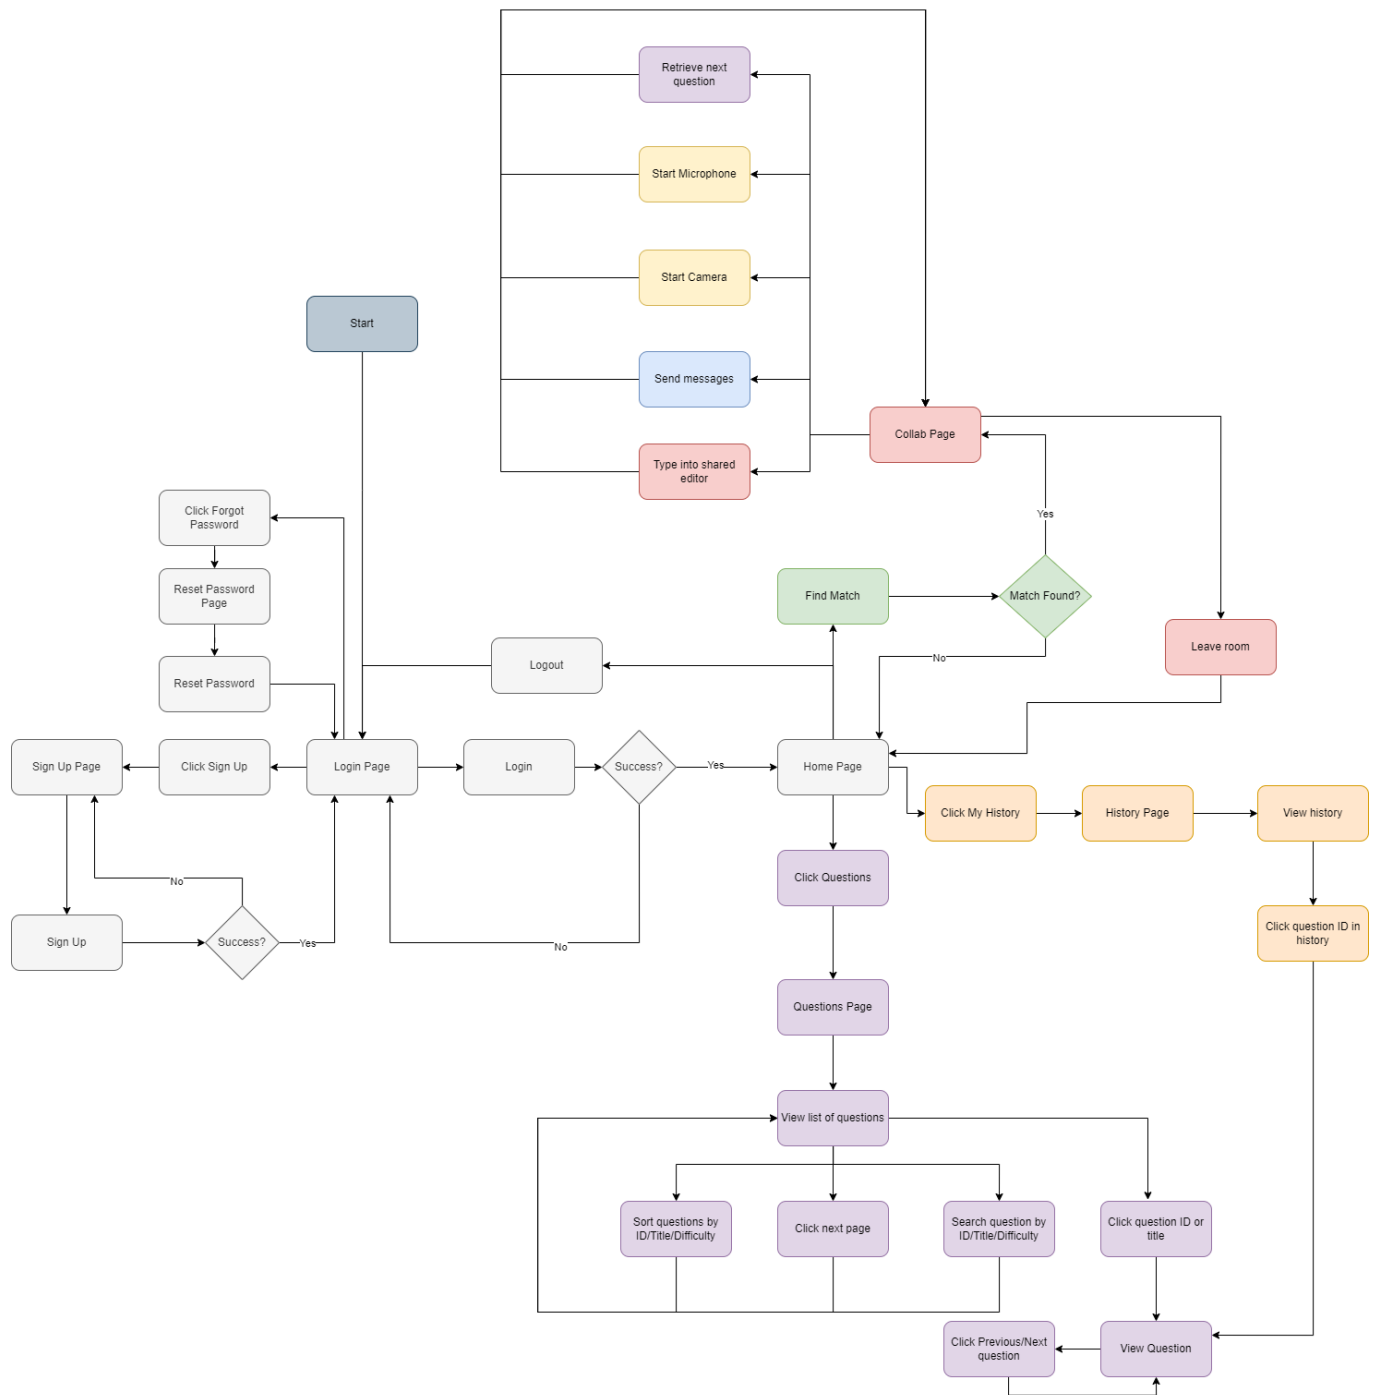 Retrieve next
question
Start Microphone
Start Camera
Start
Send messages
Collab Page
Type into shared
editor
Click Forgot
Password
Yes
Reset Password
Page
Find Match
Match Found?
Leave room
No
Logout
Reset Password
Sign Up Page
Click Sign Up
Login Page
Login
Success?
Yes
Home Page
Click My History
History Page
View history
Click Questions
No
Click question ID in
history
Sign Up
Success?
Yes
No
Questions Page
View list of questions
Sort questions by
ID/Title/Difficulty
Click next page
Search question by
ID/Title/Difficulty
Click question ID or
title
Click Previous/Next
question
View Question